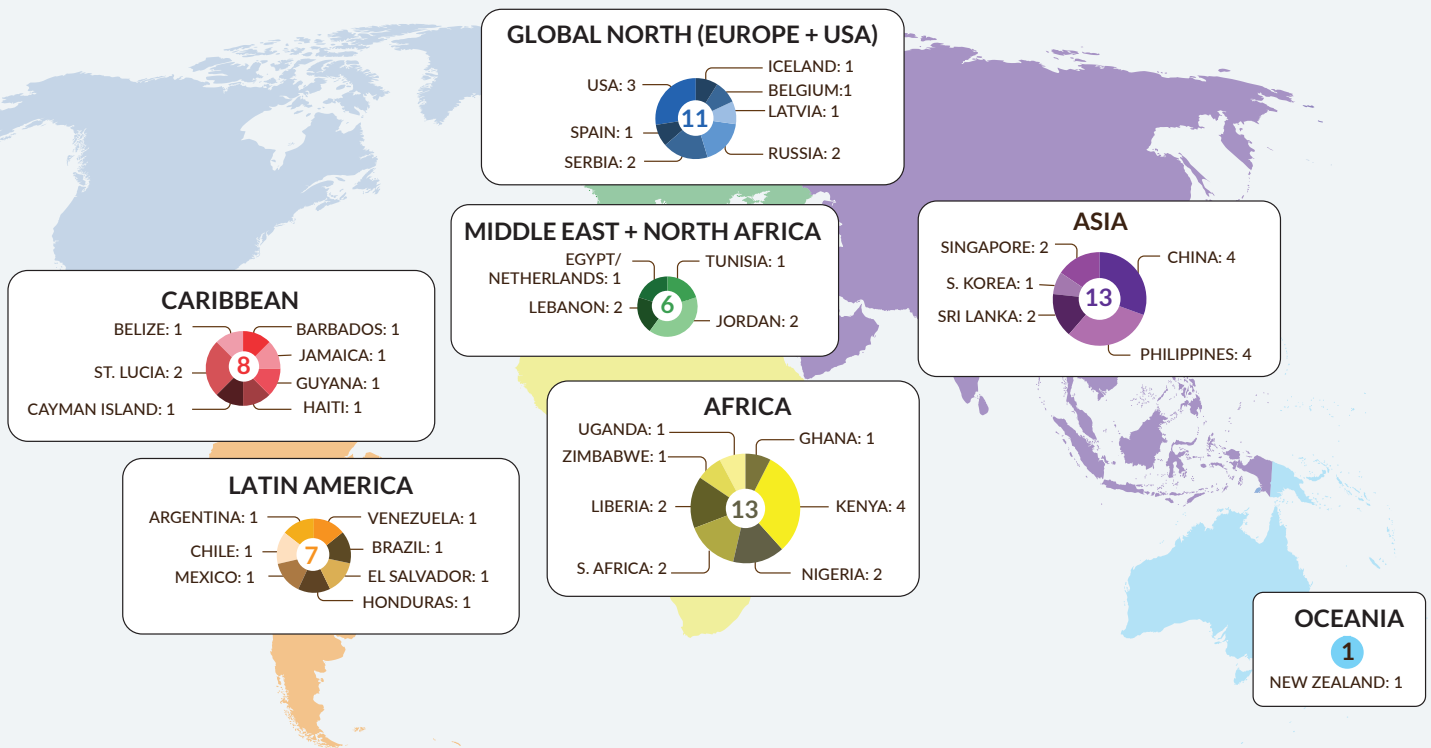 GLOBAL NORTH (EUROPE + USA)
ICELAND: 1
USA: 3
BELGIUM:1
LATVIA: 1
11
SPAIN: 1
RUSSIA: 2
SERBIA: 2
MIDDLE EAST + NORTH AFRICA
EGYPT/
NETHERLANDS: 1
TUNISIA: 1
6
LEBANON: 2
JORDAN: 2
ASIA
SINGAPORE: 2
CHINA: 4
S. KOREA: 1
13
SRI LANKA: 2
PHILIPPINES: 4
CARIBBEAN
BELIZE: 1
BARBADOS: 1
JAMAICA: 1
8
ST. LUCIA: 2
GUYANA: 1
CAYMAN ISLAND: 1
HAITI: 1
AFRICA
UGANDA: 1
GHANA: 1
ZIMBABWE: 1
LIBERIA: 2
13
KENYA: 4
S. AFRICA: 2
NIGERIA: 2
LATIN AMERICA
ARGENTINA: 1
VENEZUELA: 1
CHILE: 1
7
BRAZIL: 1
MEXICO: 1
EL SALVADOR: 1
HONDURAS: 1
OCEANIA
1
NEW ZEALAND: 1